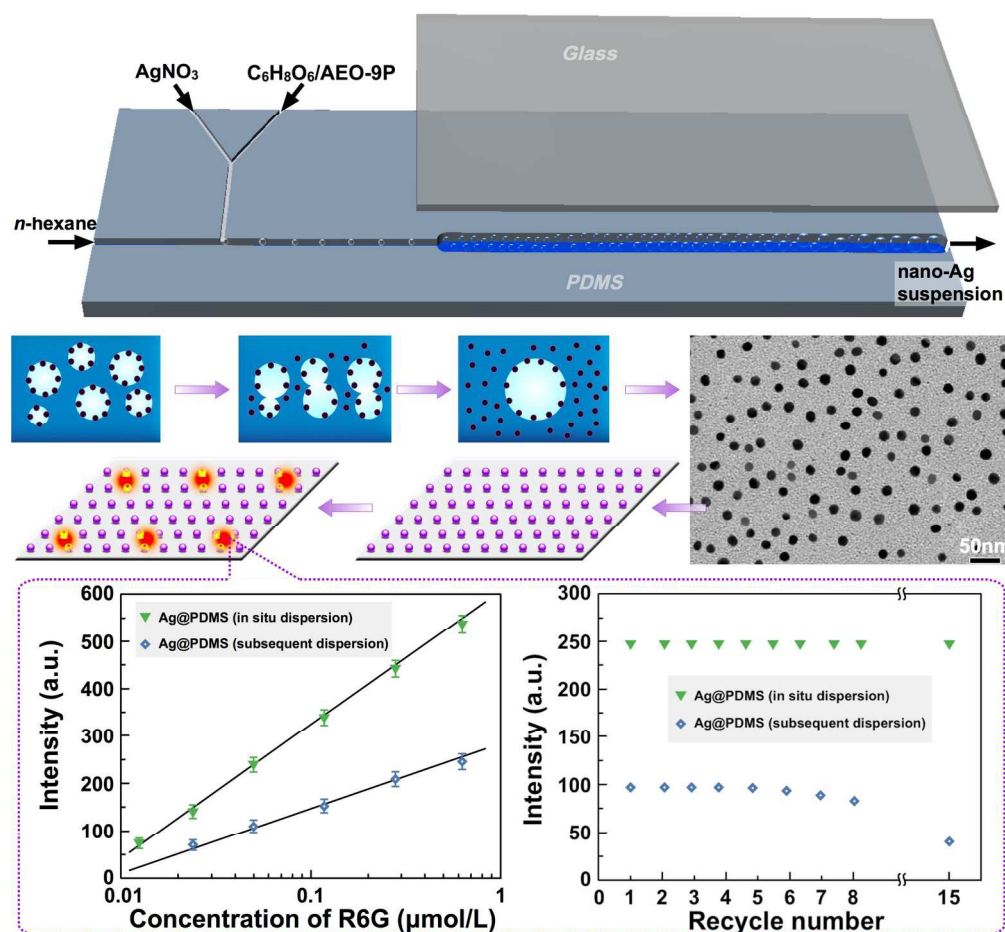 Glass
AgNO₃
C₆H₈O₆/AEO-9P
n-hexane
PDMS
nano-Ag
suspension
50nm
600
500
400
300
200
100
0
0.01
0.1
1
Intensity (a.u.)
Concentration of R6G (μmol/L)
Ag@PDMS (in situ dispersion)
Ag@PDMS (subsequent dispersion)
300
250
200
150
100
50
0
0 1 2 3 4 5 6 7 8 15
Intensity (a.u.)
Recycle number
Ag@PDMS (in situ dispersion)
Ag@PDMS (subsequent dispersion)